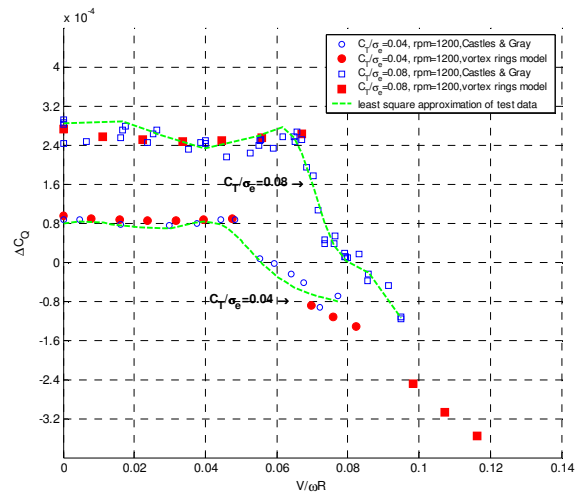 x 10⁻⁴
C_T/σ_e=0.04, rpm=1200,Castles & Gray
C_T/σ_e=0.04, rpm=1200,vortex rings model
C_T/σ_e=0.08, rpm=1200,Castles & Gray
C_T/σ_e=0.08, rpm=1200,vortex rings model
least square approximation of test data
4
3.2
2.4
1.6
0.8
0
-0.8
-1.6
-2.4
-3.2
ΔC_Q
C_T/σ_e=0.08 →
C_T/σ_e=0.04 →
0
0.02
0.04
0.06
0.08
0.1
0.12
0.14
V/ωR